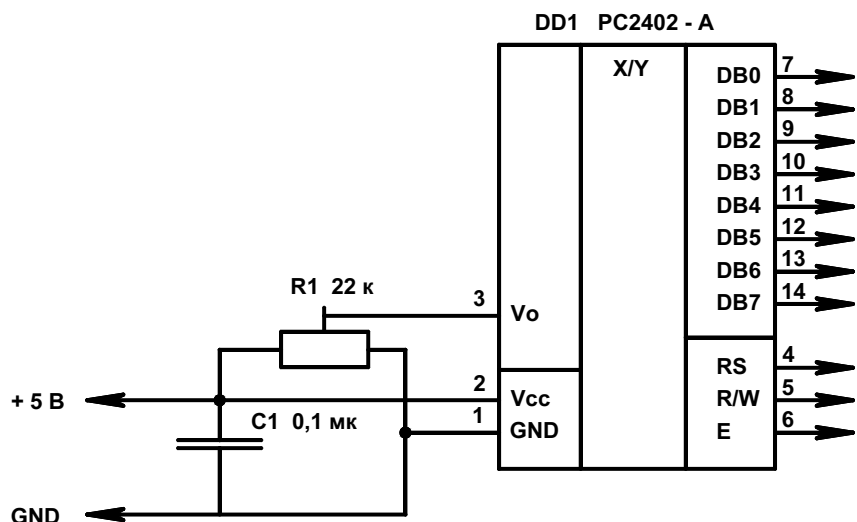 DD1 PC2402 - A
X/Y
DB0 7
DB1 8
DB2 9
DB3 10
DB4 11
DB5 12
DB6 13
DB7 14
R1 22 к
3 Vo
RS 4
+ 5 В
2 Vcc
R/W 5
C1 0,1 мк
1 GND
E 6
GND